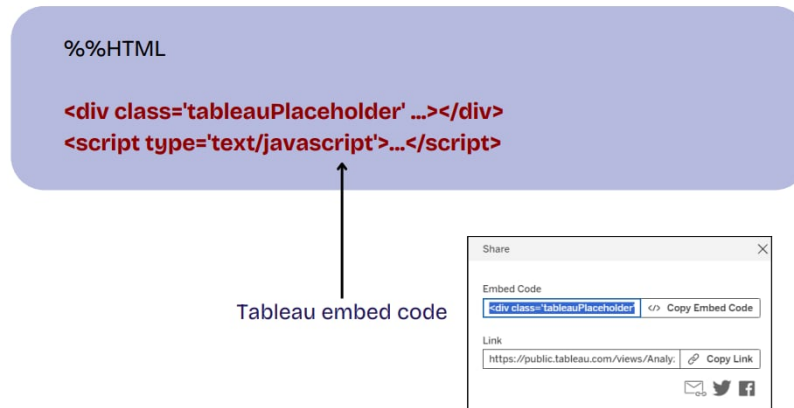 %%HTML
<div class='tableauPlaceholder' ...></div>
<script type='text/javascript'>...</script>
Tableau embed code
Share
Embed Code
<div class='tableauPlaceholder' </> Copy Embed Code
Link
https://public.tableau.com/views/Analy: Copy Link